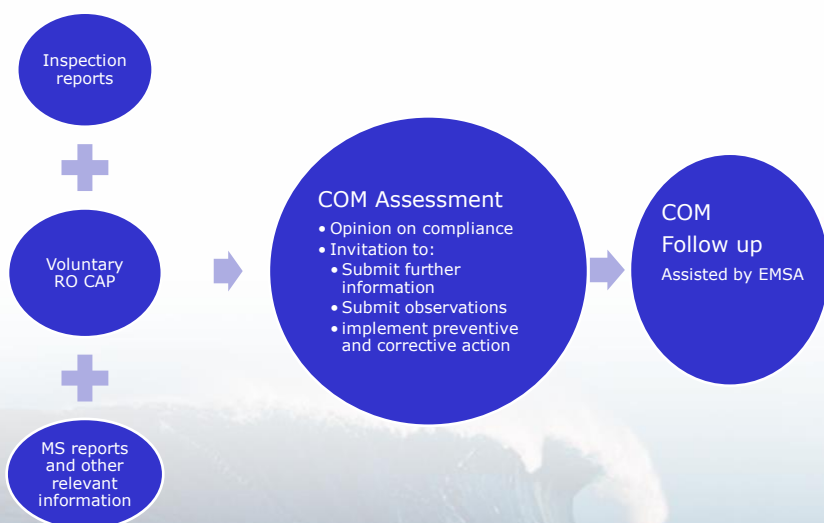 Inspection
reports
Voluntary
RO CAP
MS reports
and other
relevant
information
COM Assessment
• Opinion on compliance
• Invitation to:
• Submit further
information
• Submit observations
• implement preventive
and corrective action
COM
Follow up
Assisted by EMSA